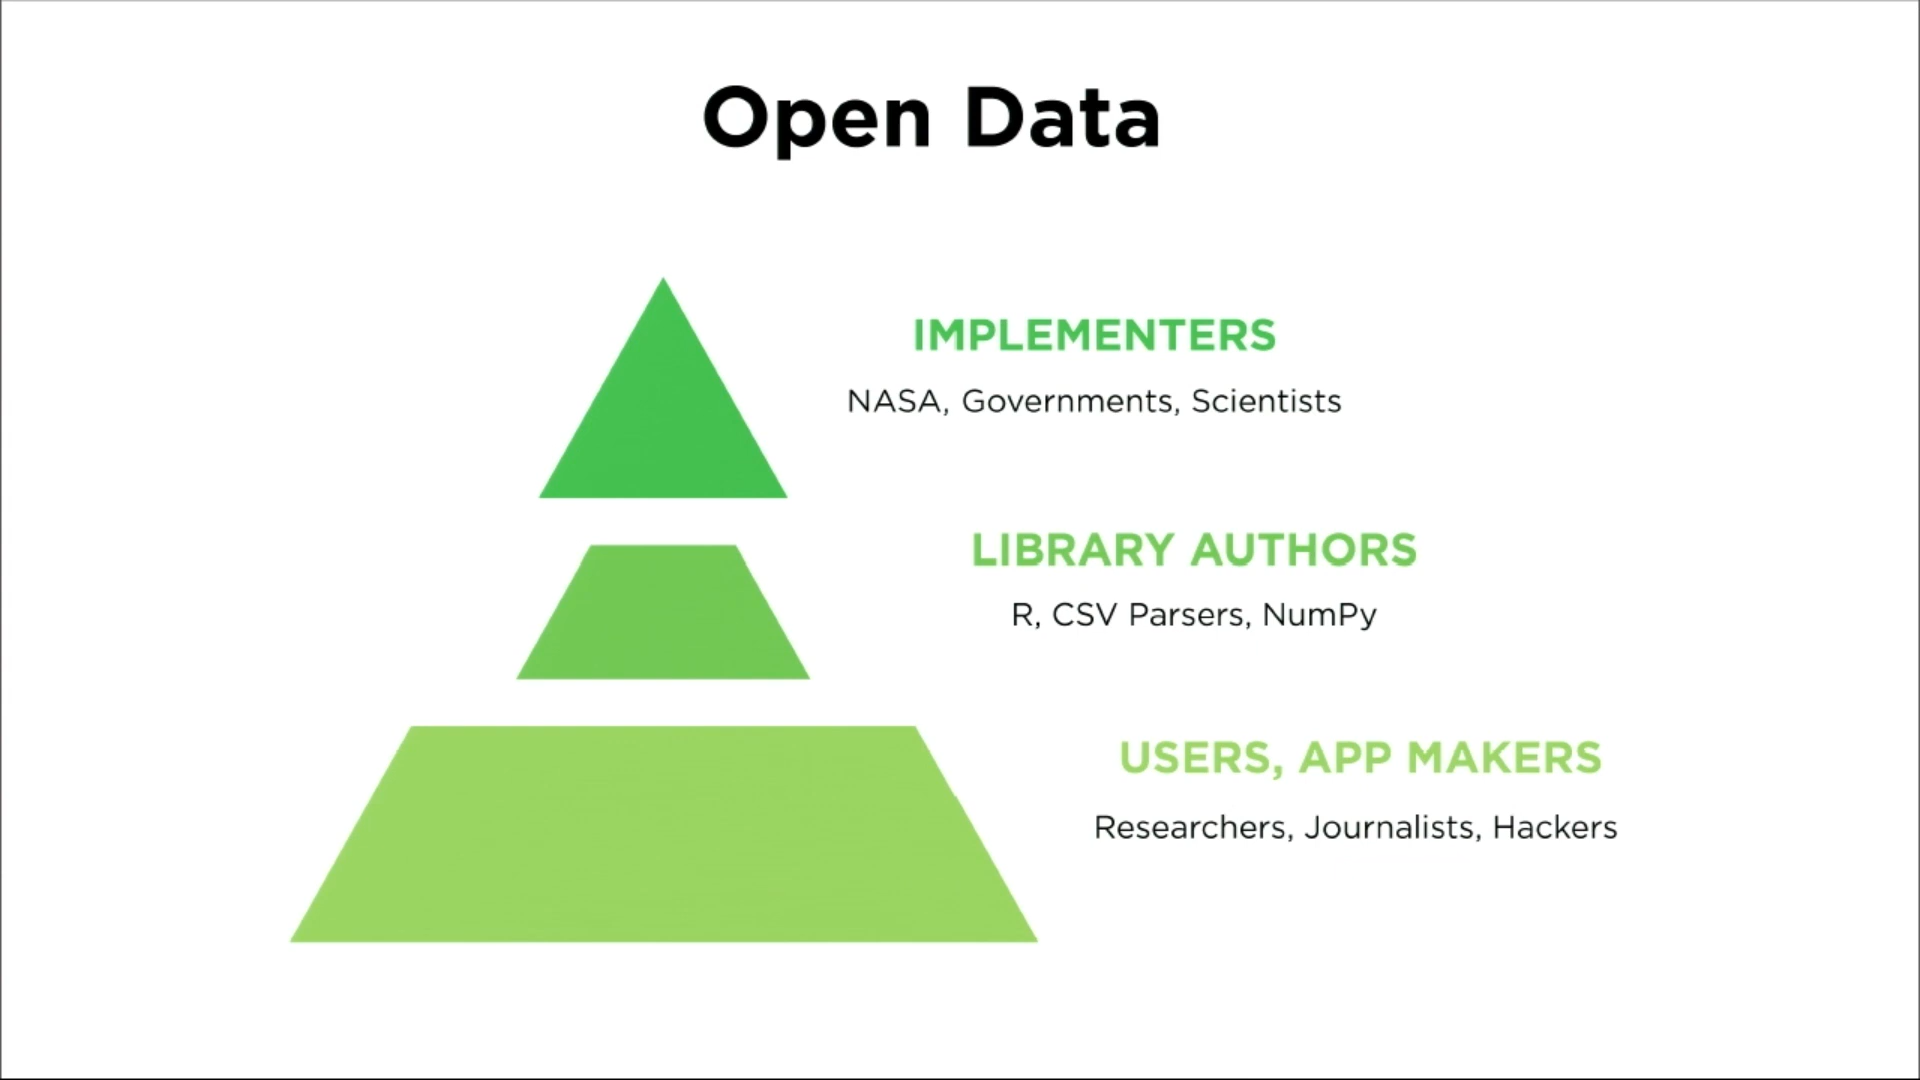 Open Data
IMPLEMENTERS
NASA, Governments, Scientists
LIBRARY AUTHORS
R, CSV Parsers, NumPy
USERS, APP MAKERS
Researchers, Journalists, Hackers